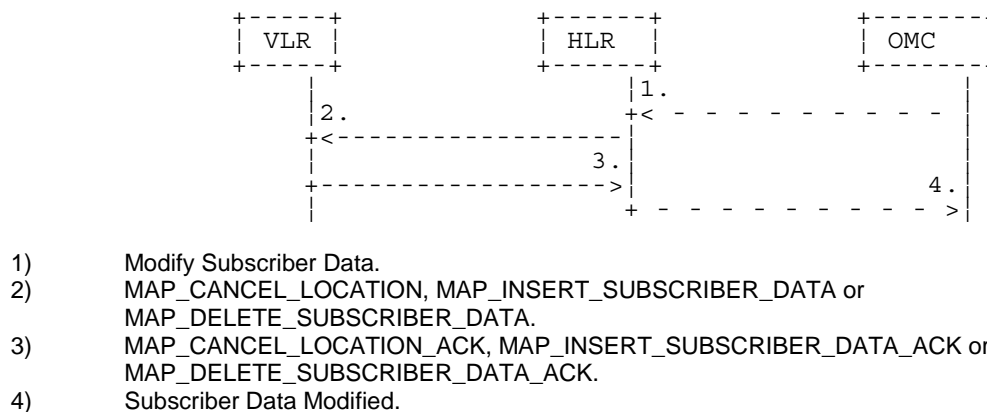 VLR HLR OMC
1.
2.
3.
4.
1) Modify Subscriber Data.
2) MAP_CANCEL_LOCATION, MAP_INSERT_SUBSCRIBER_DATA or
MAP_DELETE_SUBSCRIBER_DATA.
3) MAP_CANCEL_LOCATION_ACK, MAP_INSERT_SUBSCRIBER_DATA_ACK or
MAP_DELETE_SUBSCRIBER_DATA_ACK.
4) Subscriber Data Modified.